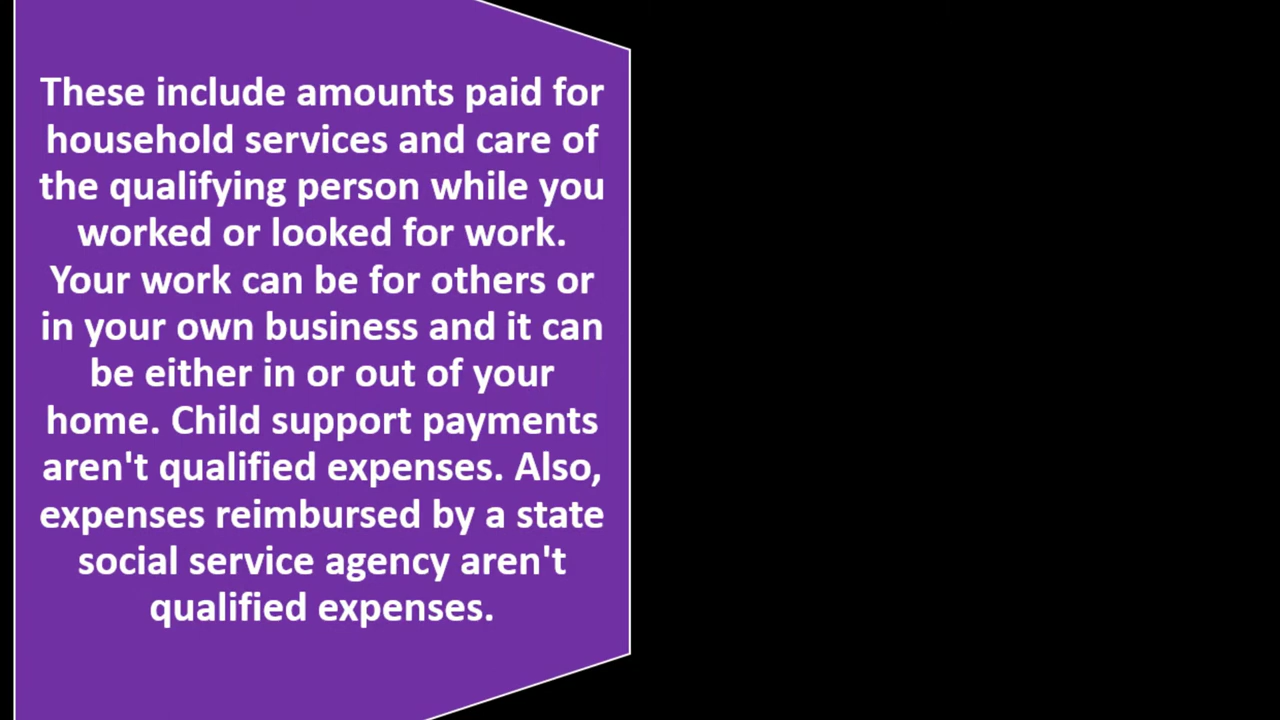 These include amounts paid for
household services and care of
the qualifying person while you
worked or looked for work.
Your work can be for others or
in your own business and it can
be either in or out of your
home. Child support payments
aren't qualified expenses. Also,
expenses reimbursed by a state
social service agency aren't
qualified expenses.